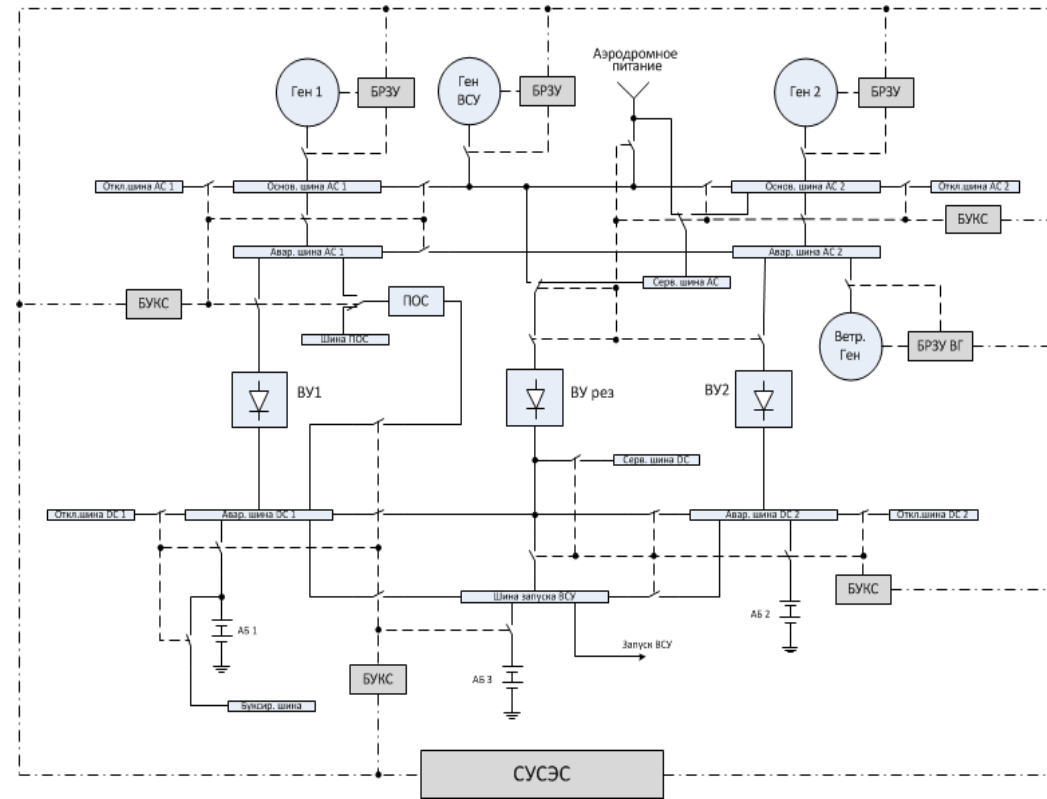 Аэродромное
питание
Ген 1
БРЗУ
Ген
ВСУ
БРЗУ
Ген 2
БРЗУ
Откл.шина АС 1
Основ. шина АС 1
Основ. шина АС 2
Откл.шина АС 2
БУКС
Авар. шина АС 1
Авар. шина АС 2
Серв. шина АС
БУКС
ПОС
Шина ПОС
Ветр.
Ген
БРЗУ ВГ
ВУ1
ВУ рез
ВУ2
Серв. шина DC
Откл.шина DC 1
Авар. шина DC 1
Авар. шина DC 2
Откл.шина DC 2
БУКС
Шина запуска ВСУ
АБ 1
АБ 2
Запуск ВСУ
БУКС
АБ 3
Буксир. шина
СУСЭС